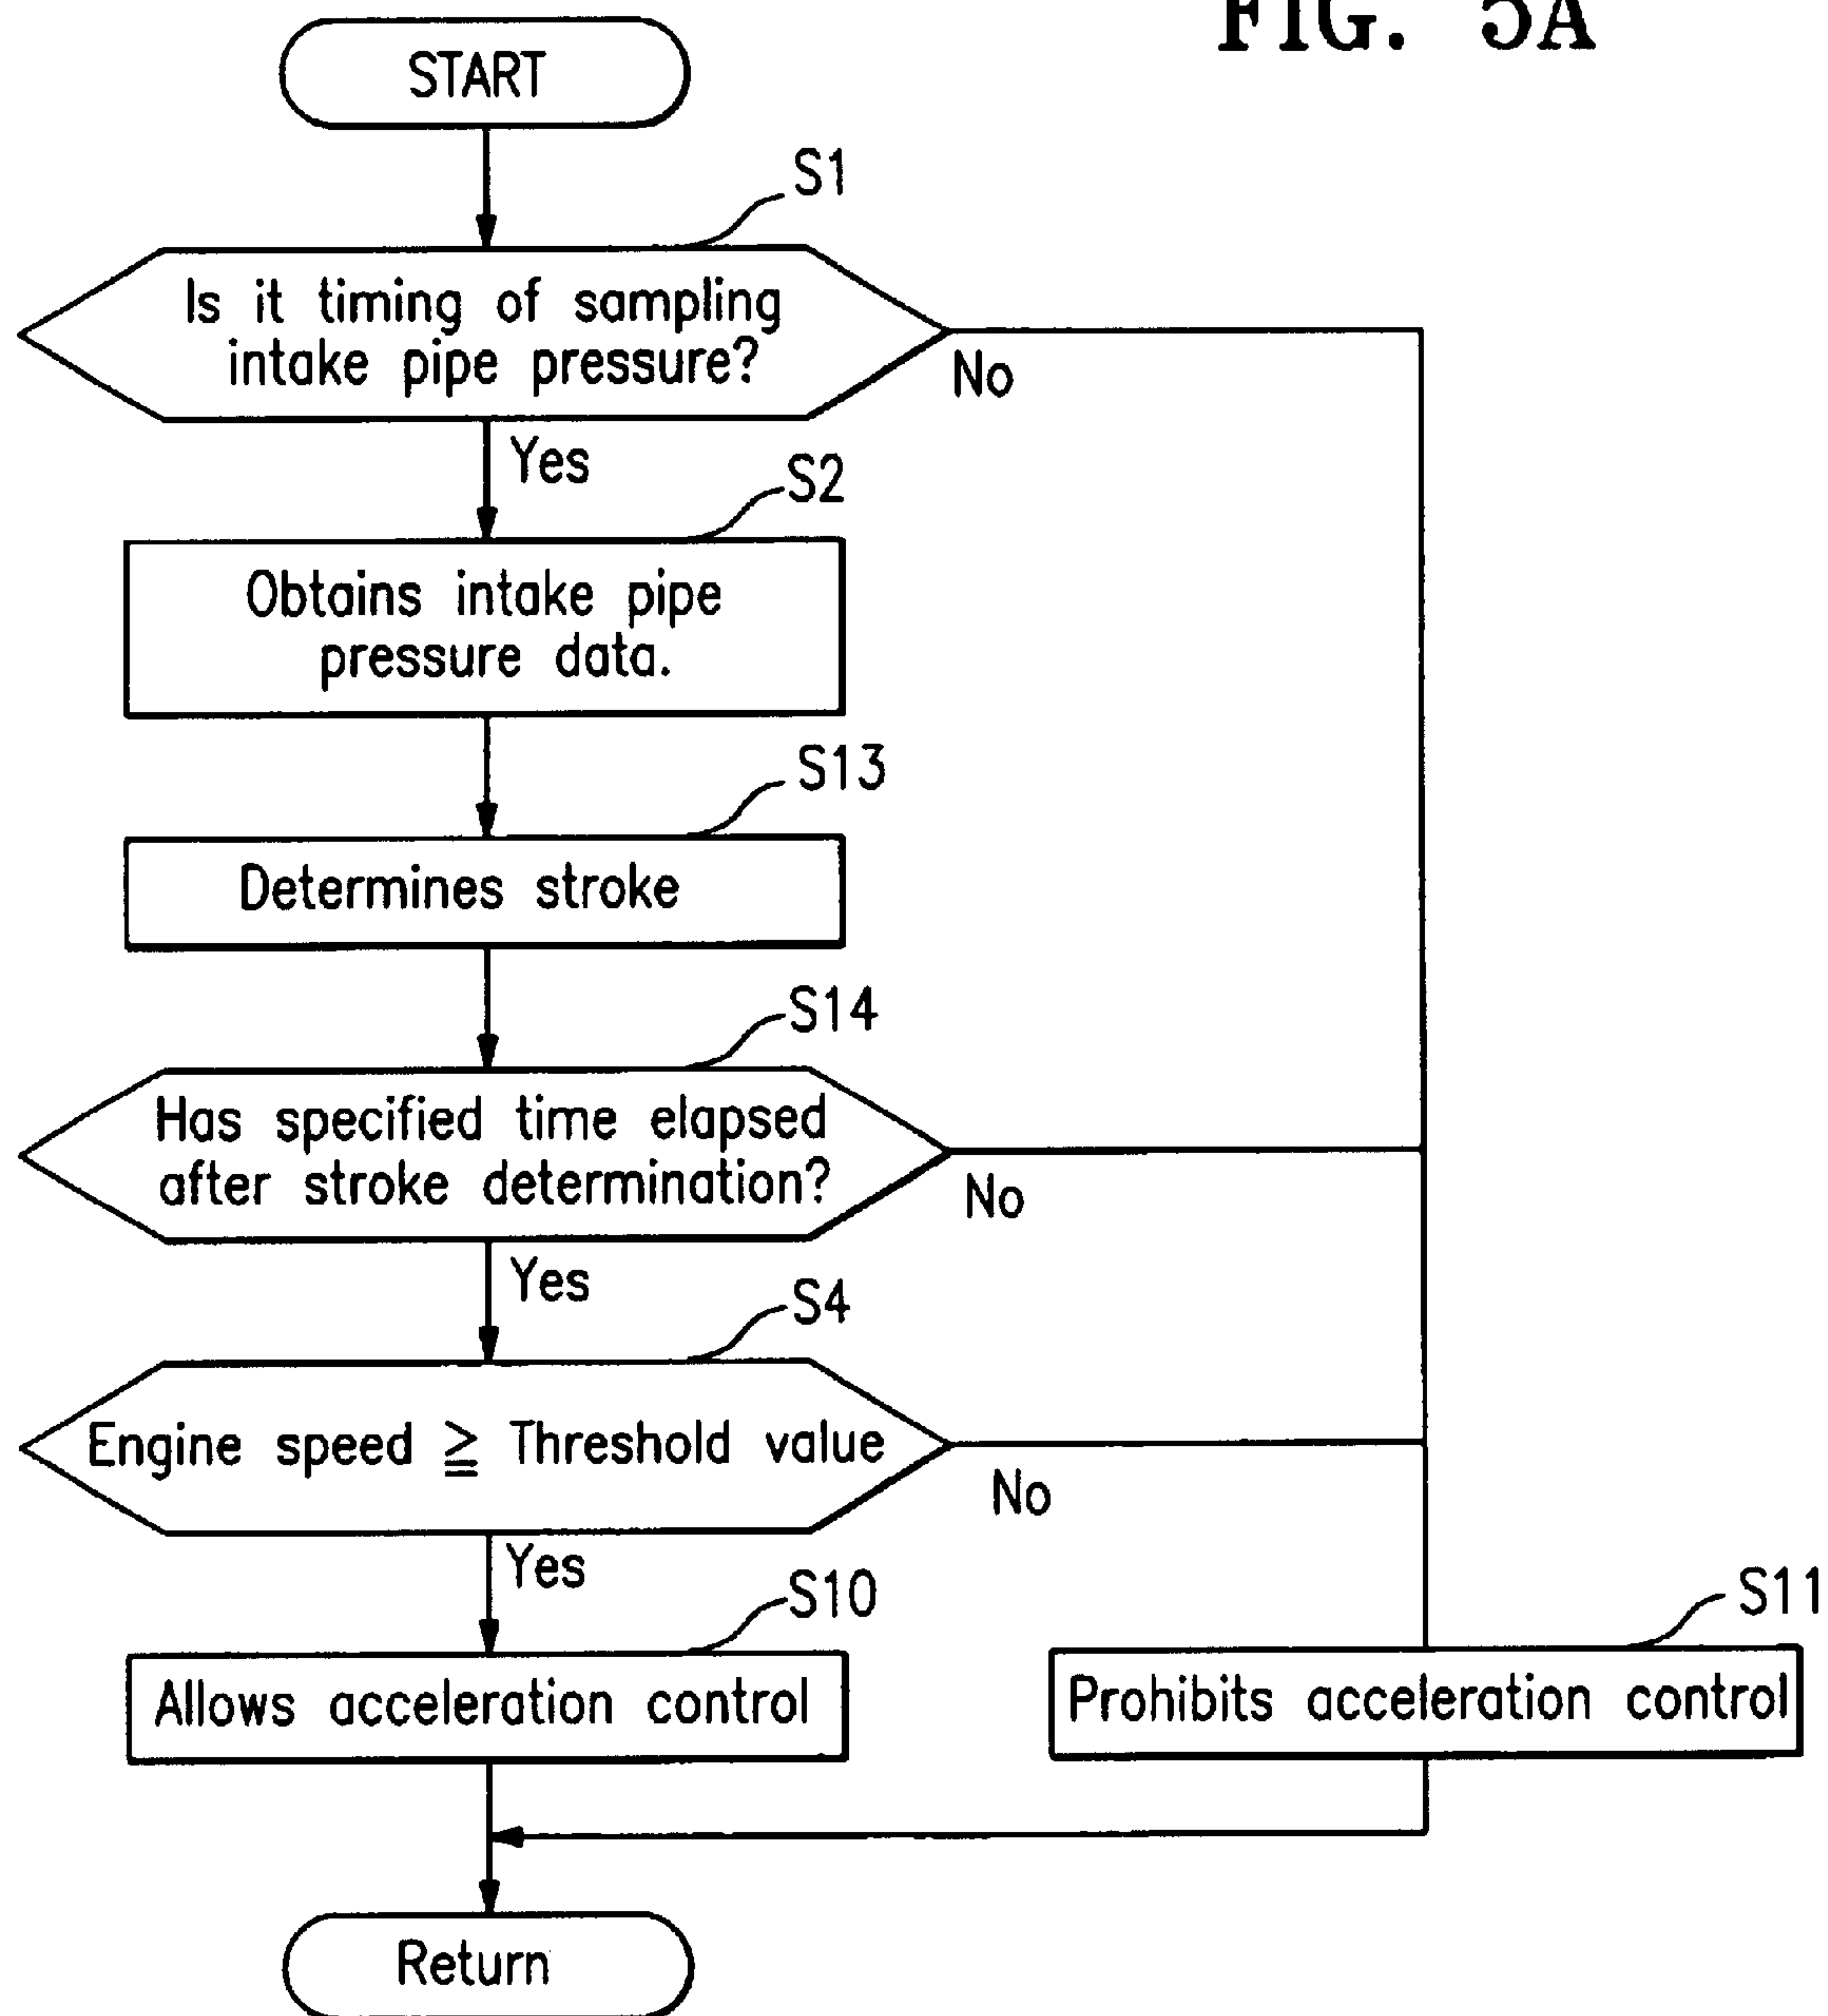 FIG. 5A
START
S1
Is it timing of sampling
intake pipe pressure?
No
Yes
S2
Obtains intake pipe
pressure data.
S13
Determines stroke
S14
Has specified time elapsed
after stroke determination?
No
Yes
S4
Engine speed ≧ Threshold value
No
Yes
S10
Allows acceleration control
S11
Prohibits acceleration control
Return